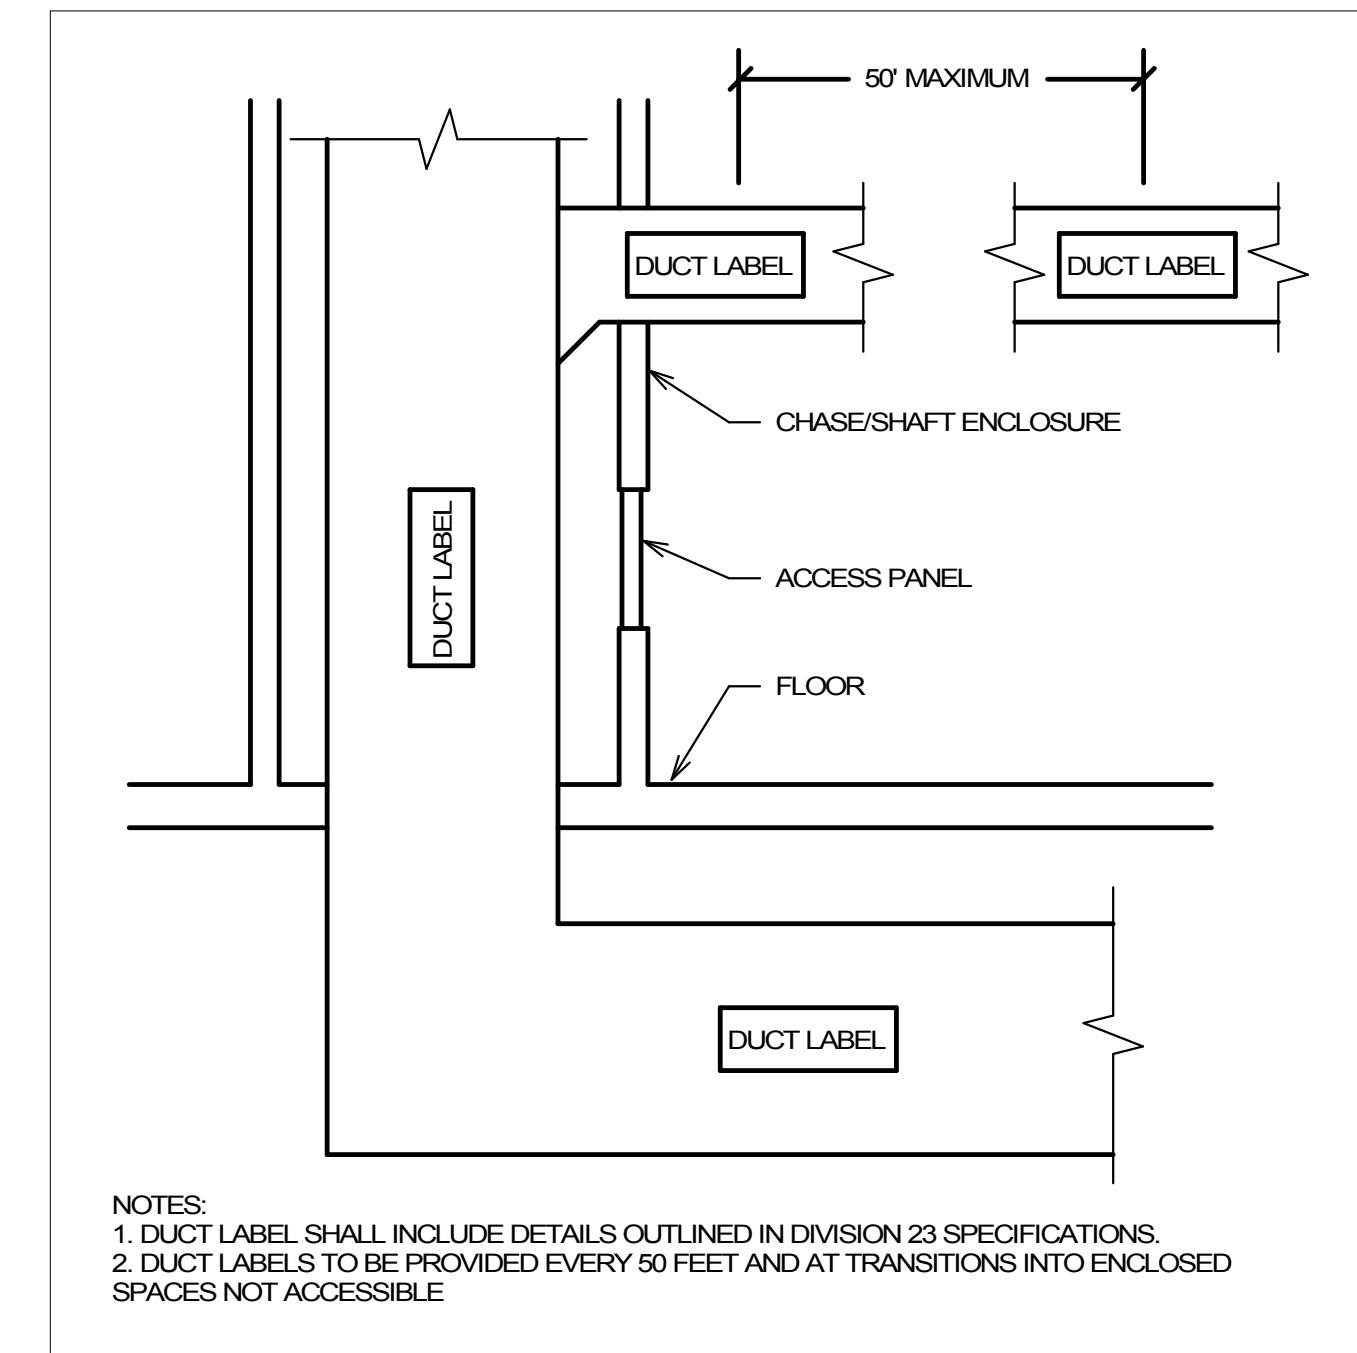 50' MAXIMUM
DUCT LABEL
DUCT LABEL
CHASE/SHAFT ENCLOSURE
DUCT LABEL
ACCESS PANEL
FLOOR
DUCT LABEL
NOTES:
1. DUCT LABEL SHALL INCLUDE DETAILS OUTLINED IN DIVISION 23 SPECIFICATIONS.
2. DUCT LABELS TO BE PROVIDED EVERY 50 FEET AND AT TRANSITIONS INTO ENCLOSED
SPACES NOT ACCESSIBLE